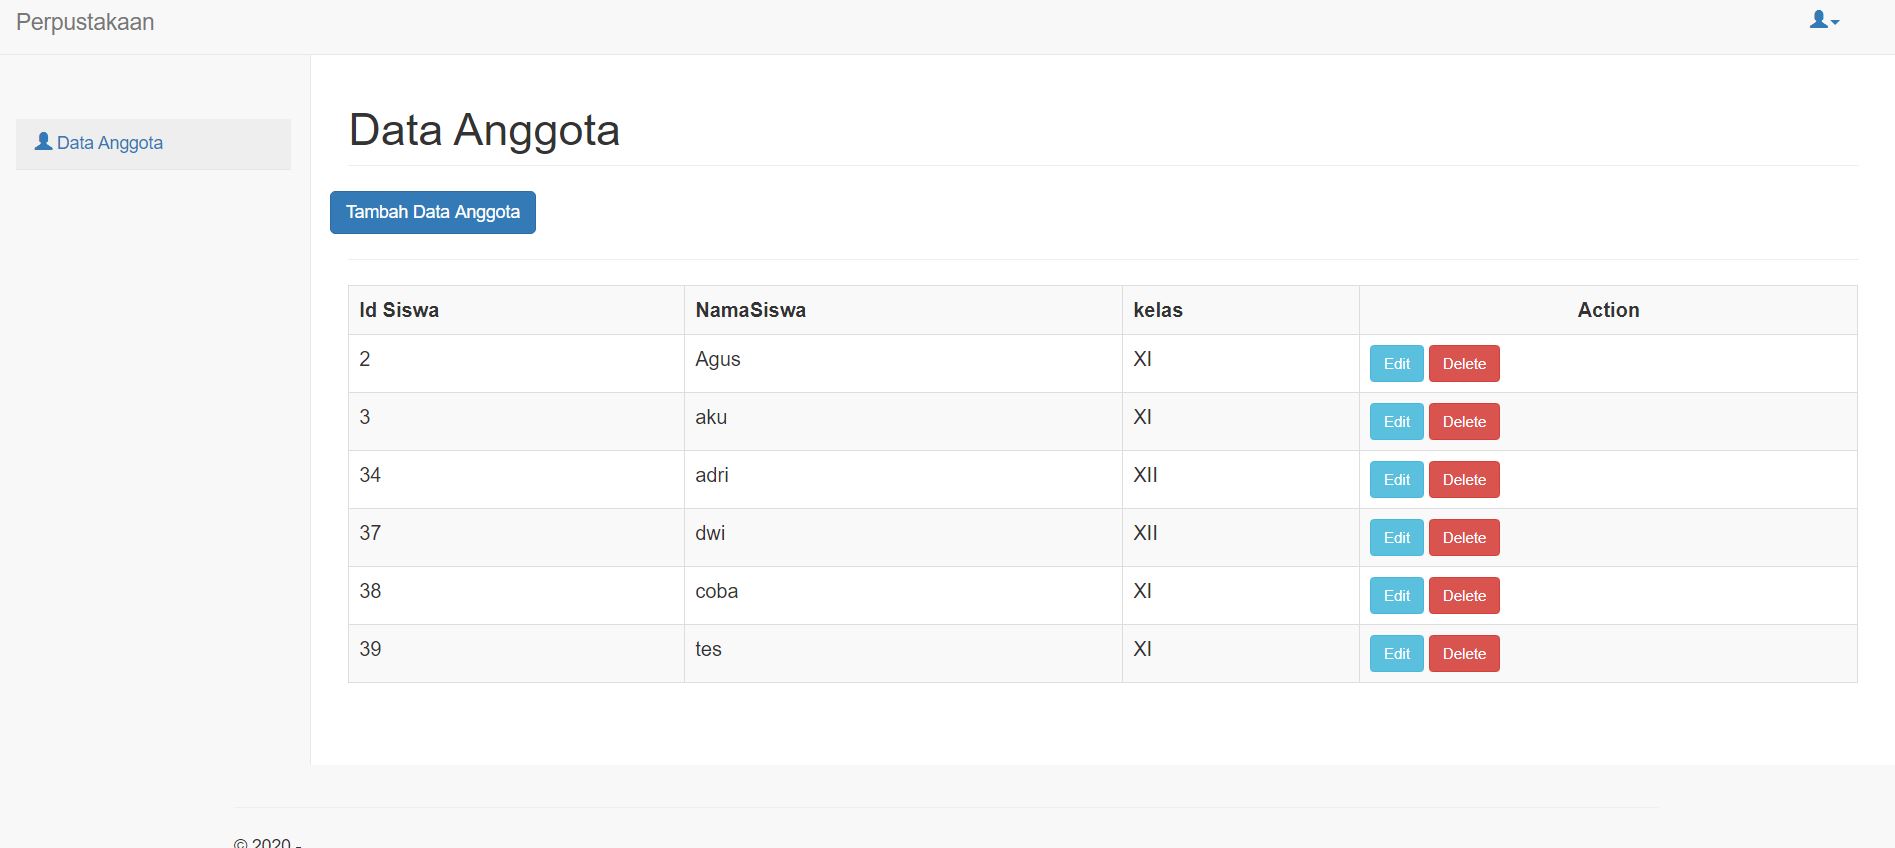 Perpustakaan
Data Anggota
Data Anggota
Tambah Data Anggota
Id Siswa NamaSiswa kelas Action
2 Agus XI Edit Delete
3 aku XI Edit Delete
34 adri XII Edit Delete
37 dwi XII Edit Delete
38 coba XI Edit Delete
39 tes XI Edit Delete
© 2020 -